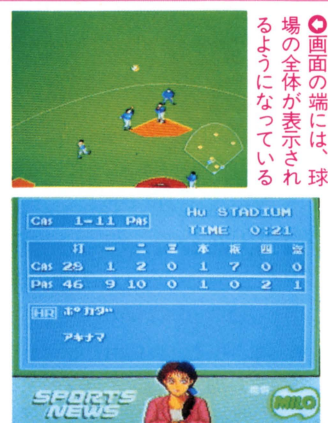 画面の端には、球
場の全体が表示され
るようになっている
CAS 1-11 PAS
Hu STADIUM
TIME 0:21
打 一 二 三 本 振 四 盗
CAS 28 1 2 0 1 7 0 0
PAS 46 9 10 0 1 0 2 1
HR ホ°カダ
アキナマ
SPORTS
NEWS
MILO